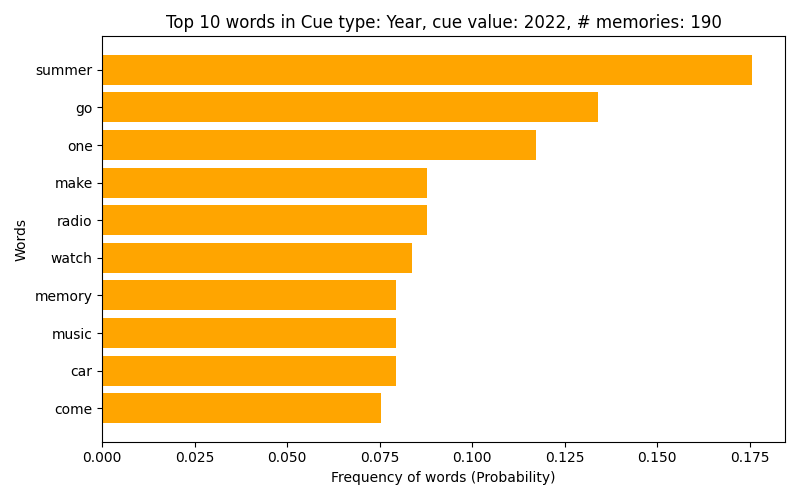 Top 10 words in Cue type: Year, cue value: 2022, # memories: 190
summer
go
one
make
radio
watch
memory
music
car
come
Words
0.000 0.025 0.050 0.075 0.100 0.125 0.150 0.175
Frequency of words (Probability)